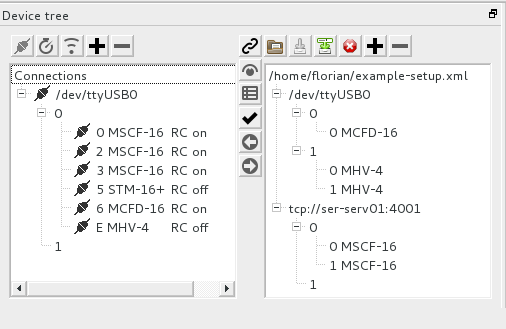 Device tree
Connections
/dev/ttyUSB0
0
0 MSCF-16 RC on
2 MSCF-16 RC on
3 MSCF-16 RC on
5 STM-16+ RC off
6 MCFD-16 RC on
E MHV-4 RC off
1
/home/florian/example-setup.xml
/dev/ttyUSB0
0
0 MCFD-16
1
0 MHV-4
1 MHV-4
tcp://ser-serv01:4001
0
0 MSCF-16
1 MSCF-16
1